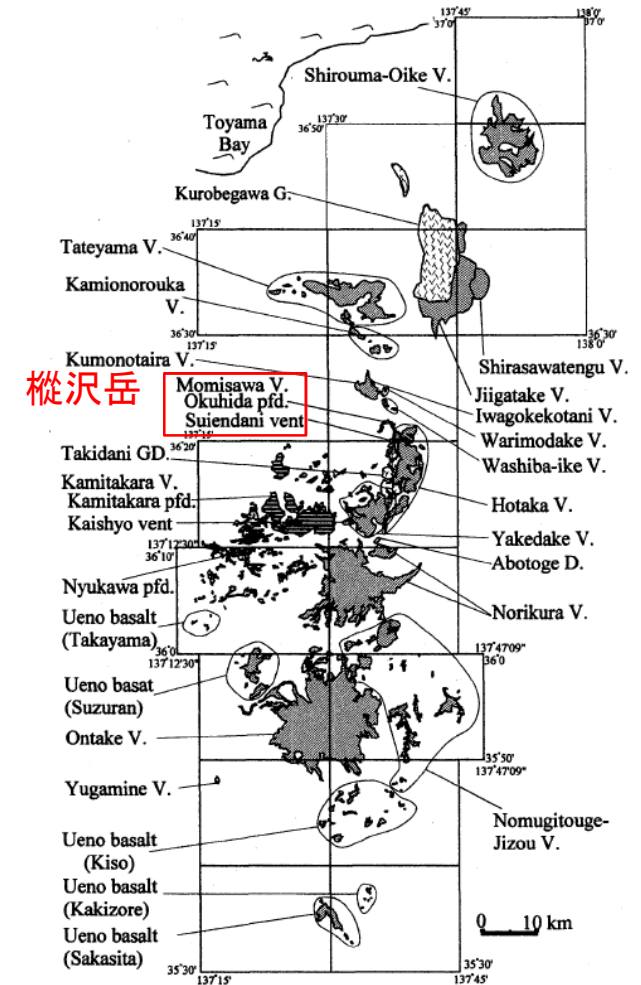 137°45'
138°0'
37°0'
37°0'
Shirouma-Oike V.
Toyama
Bay
137°30'
36°50'
Kurobegawa G.
137°15'
36°40'
Tateyama V.
Kamionorouka
V.
36°30'
137°15'
36°30'
138°0'
Shirasawatengu V.
Kumonotaira V.
樅沢岳
Momisawa V.
Okuhida pfd.
Suiendani vent
Jiigatake V.
Iwagokekotani V.
Warimodake V.
Washiba-ike V.
137°15'
36°20'
Takidani GD.
Kamitakara V.
Kamitakara pfd.
Kaishyo vent
Hotaka V.
Yakedake V.
Abotoge D.
137°12'30"
36°10'
Nyukawa pfd.
Norikura V.
Ueno basalt
(Takayama)
36°0'
137°12'30"
137°47'09"
36°0'
Ueno basat
(Suzuran)
Ontake V.
35°50'
137°47'09"
Yugamine V.
Nomugitouge-
Jizou V.
Ueno basalt
(Kiso)
Ueno basalt
(Kakizore)
Ueno basalt
(Sakasita)
0 10 km
35°30'
137°15'
35°30'
137°45'